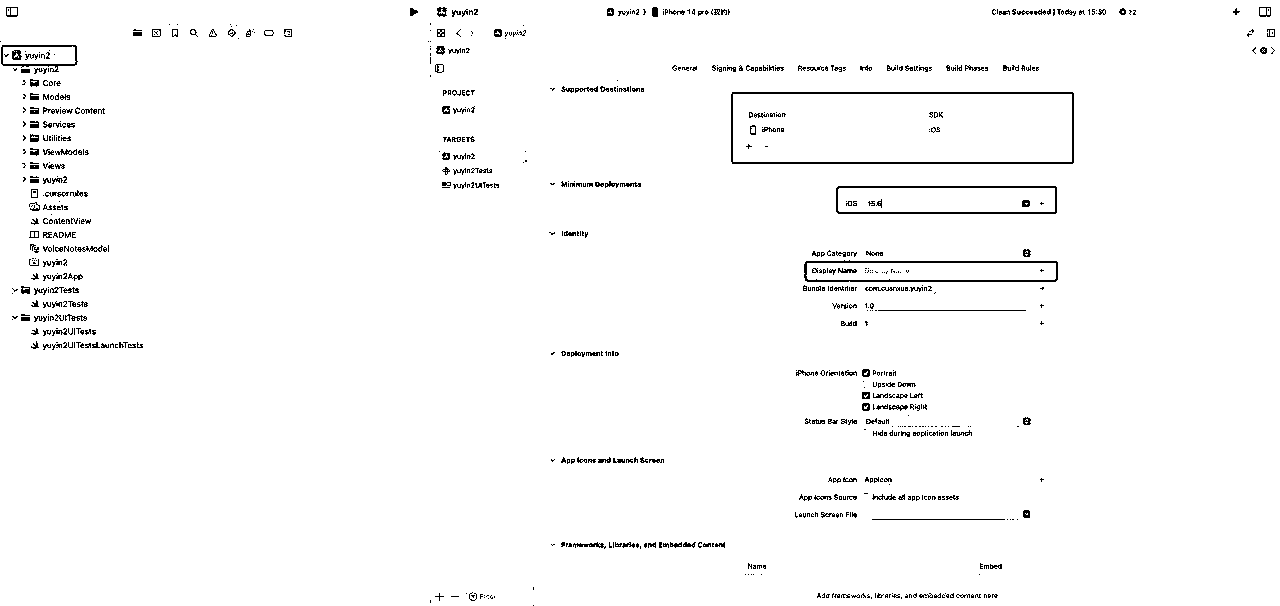 yuyin2
yuyin2 〉 iPhone 14 pro (我的)
Clean Succeeded | Today at 15:30
yuyin2
yuyin2
yuyin2
yuyin2
Core
Models
Preview Content
Services
Utilities
ViewModels
Views
yuyin2
.cursorrules
Assets
ContentView
README
VoiceNotesModel
yuyin2
yuyin2App
yuyin2Tests
yuyin2Tests
yuyin2UITests
yuyin2UITests
yuyin2UITestsLaunchTests
General Signing & Capabilities Resource Tags Info Build Settings Build Phases Build Rules
PROJECT
yuyin2
TARGETS
yuyin2
yuyin2Tests
yuyin2UITests
Supported Destinations
Destination SDK
iPhone iOS
Minimum Deployments
iOS 15.6
Identity
App Category None
Display Name Display Name
Bundle Identifier
Version 1.0
Build 1
Deployment Info
iPhone Orientation Portrait
Upside Down
Landscape Left
Landscape Right
Status Bar Style Default
Hide during application launch
App Icons and Launch Screen
App Icon AppIcon
App Icons Source Include all app icon assets
Launch Screen File
Frameworks, Libraries, and Embedded Content
Name Embed
Add frameworks, libraries, and embedded content here
Filter